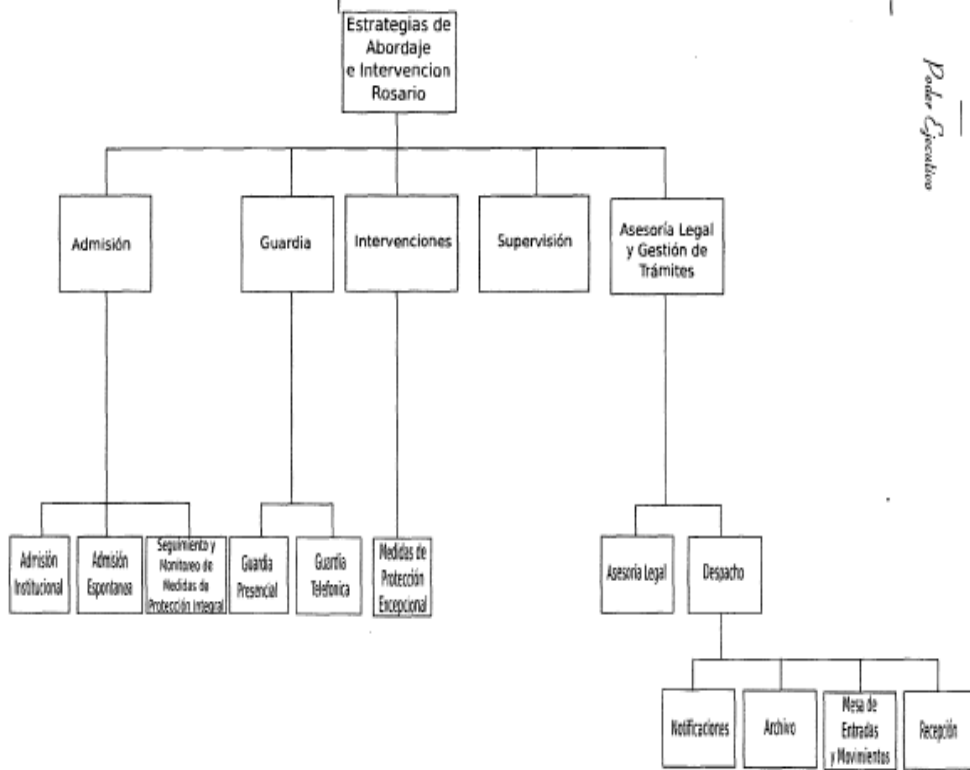 Estrategias de
Abordaje
e Intervencion
Rosario
Poder Ejecutivo
Admisión
Guardia
Intervenciones
Supervisión
Asesoría Legal
y Gestión de
Trámites
Admisión
Institucional
Admisión
Espontanea
Seguimiento y
Monitoreo de
Medidas de
Protección Integral
Guardia
Presencial
Guardia
Telefonica
Medidas de
Protección
Excepcional
Asesoria Legal
Despacho
Notificaciones
Archivo
Mesa de
Entradas
y Movimientos
Recepción